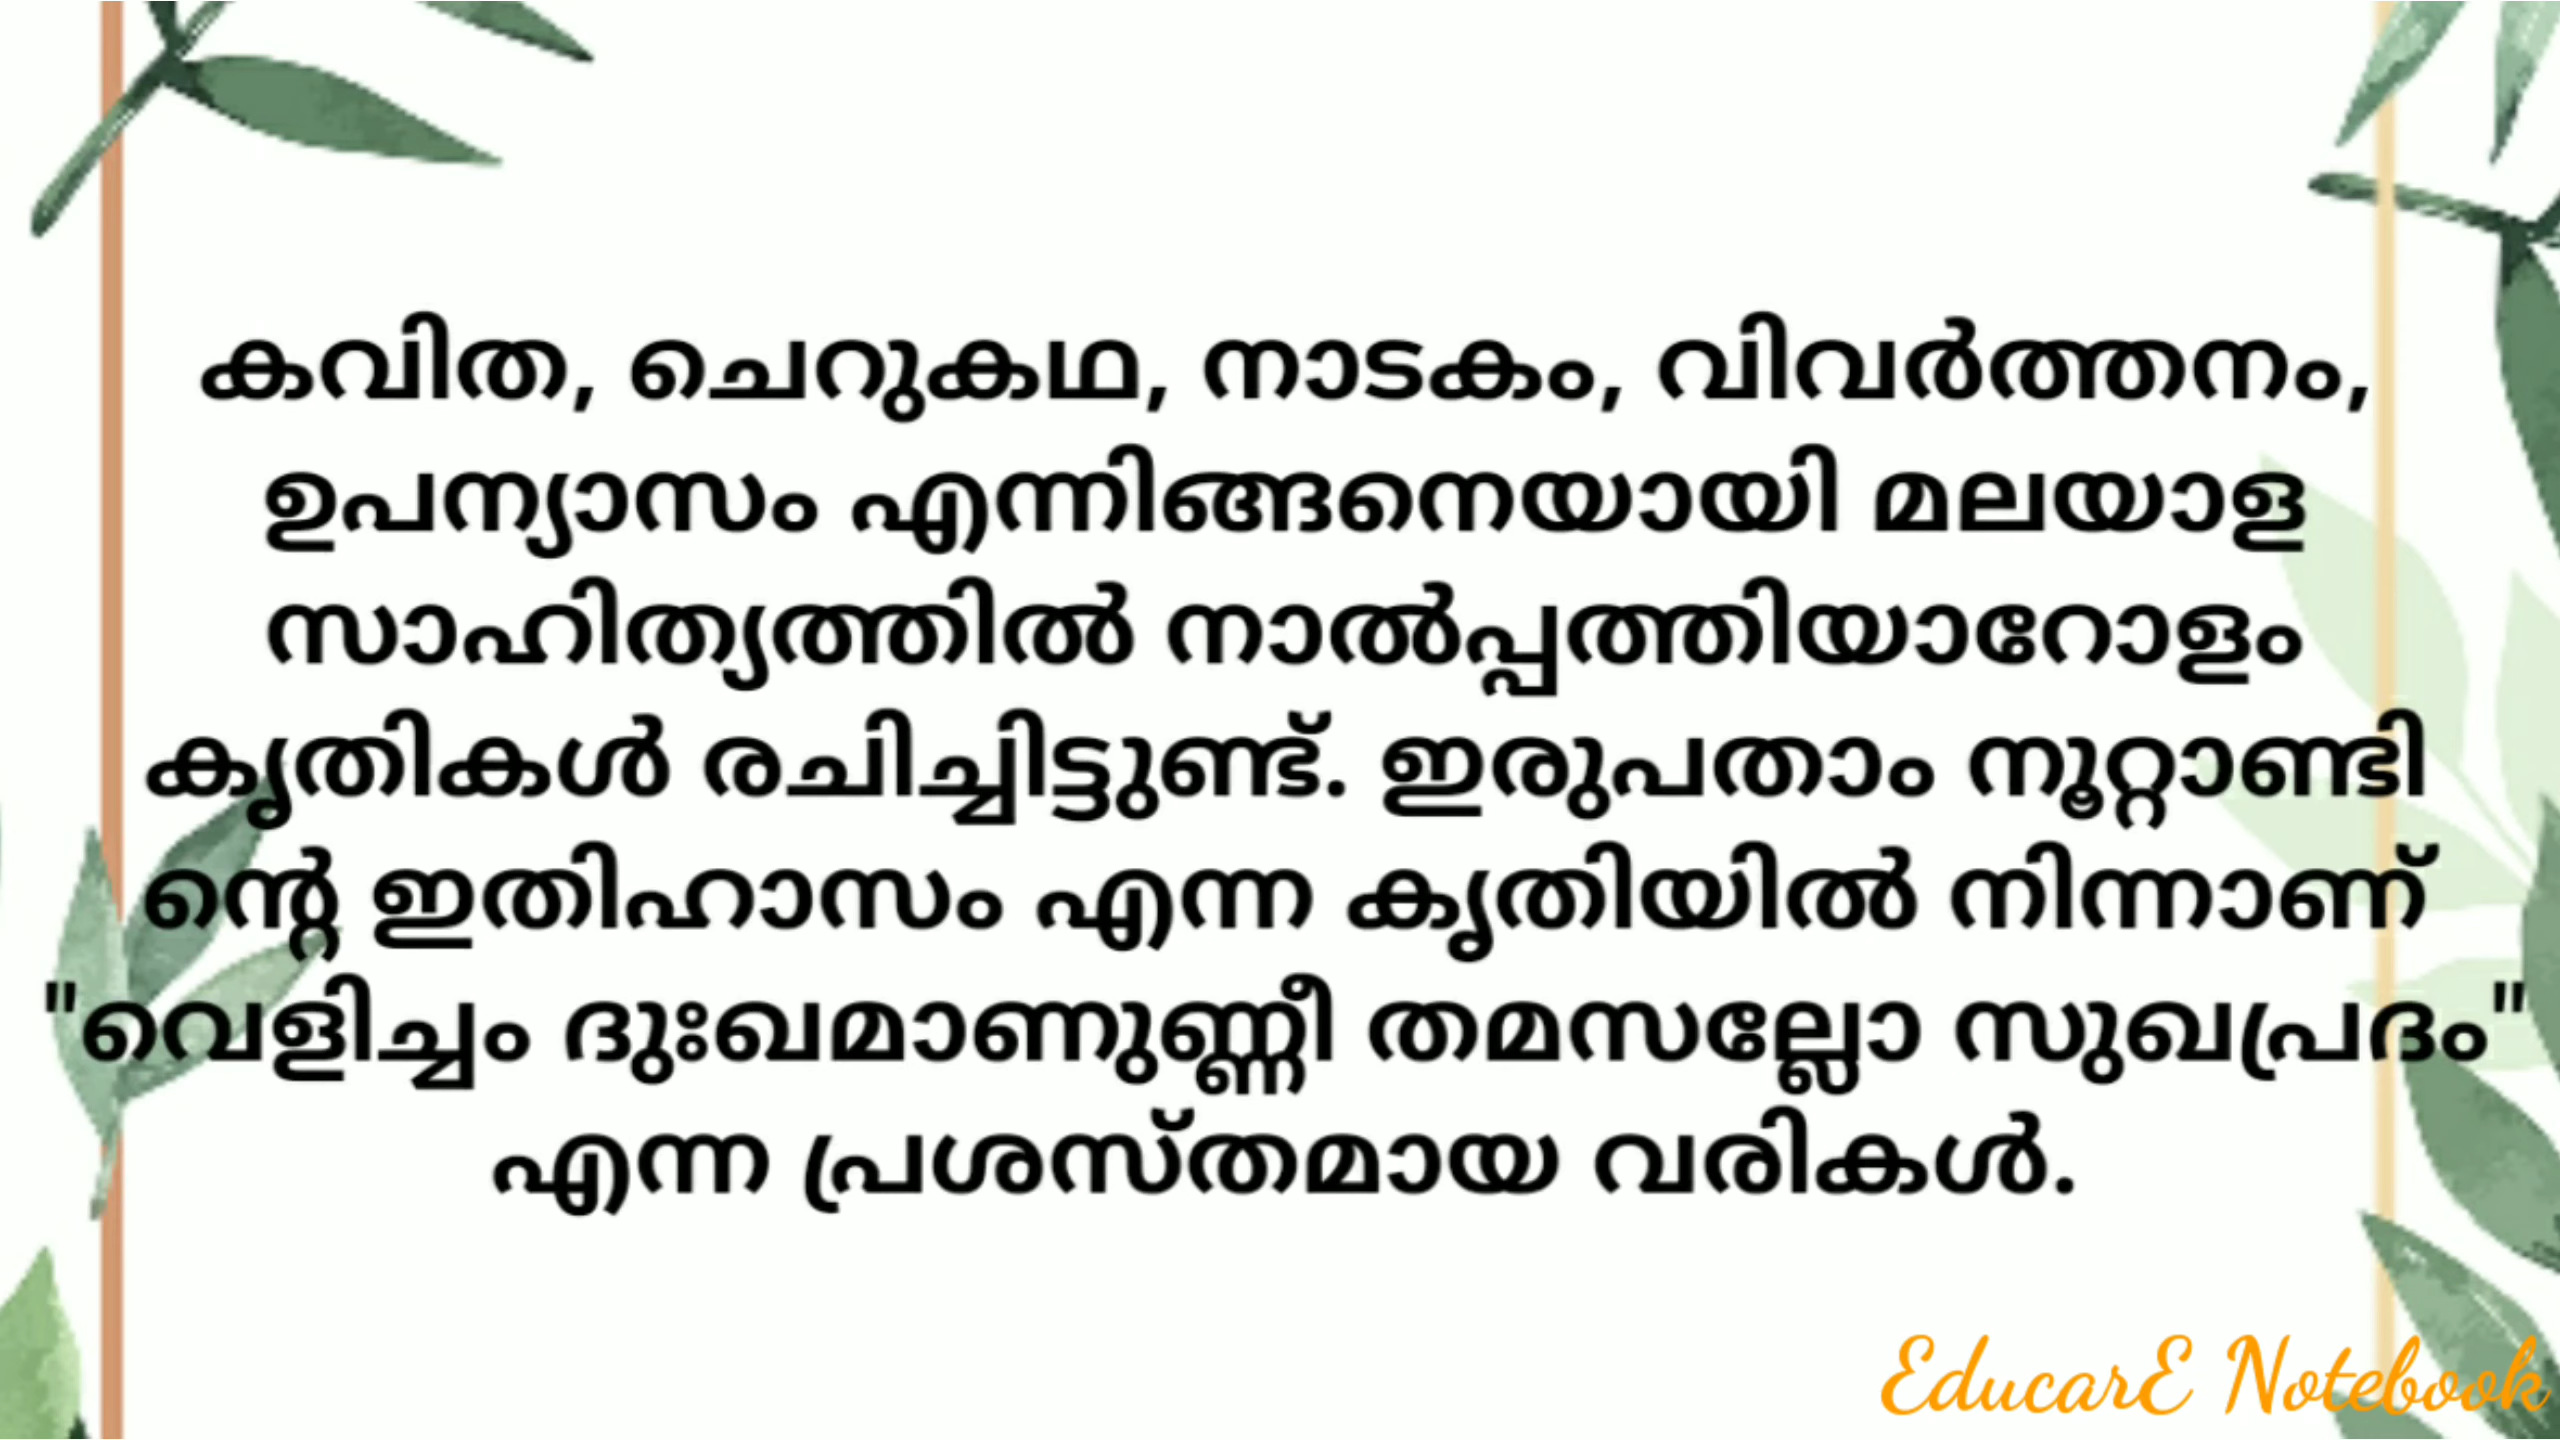 കവിത, ചെറുകഥ, നാടകം, വിവർത്തനം,
ഉപന്യാസം എന്നിങ്ങനെയായി മലയാള
സാഹിത്യത്തിൽ നാൽപ്പത്തിയാറോളം
കൃതികൾ രചിച്ചിട്ടുണ്ട്. ഇരുപതാം നൂറ്റാണ്ടി
ന്റെ ഇതിഹാസം എന്ന കൃതിയിൽ നിന്നാണ്
"വെളിച്ചം ദുഃഖമാണുണ്ണീ തമസല്ലോ സുഖപ്രദം"
എന്ന പ്രശസ്തമായ വരികൾ.
EducarE Notebook